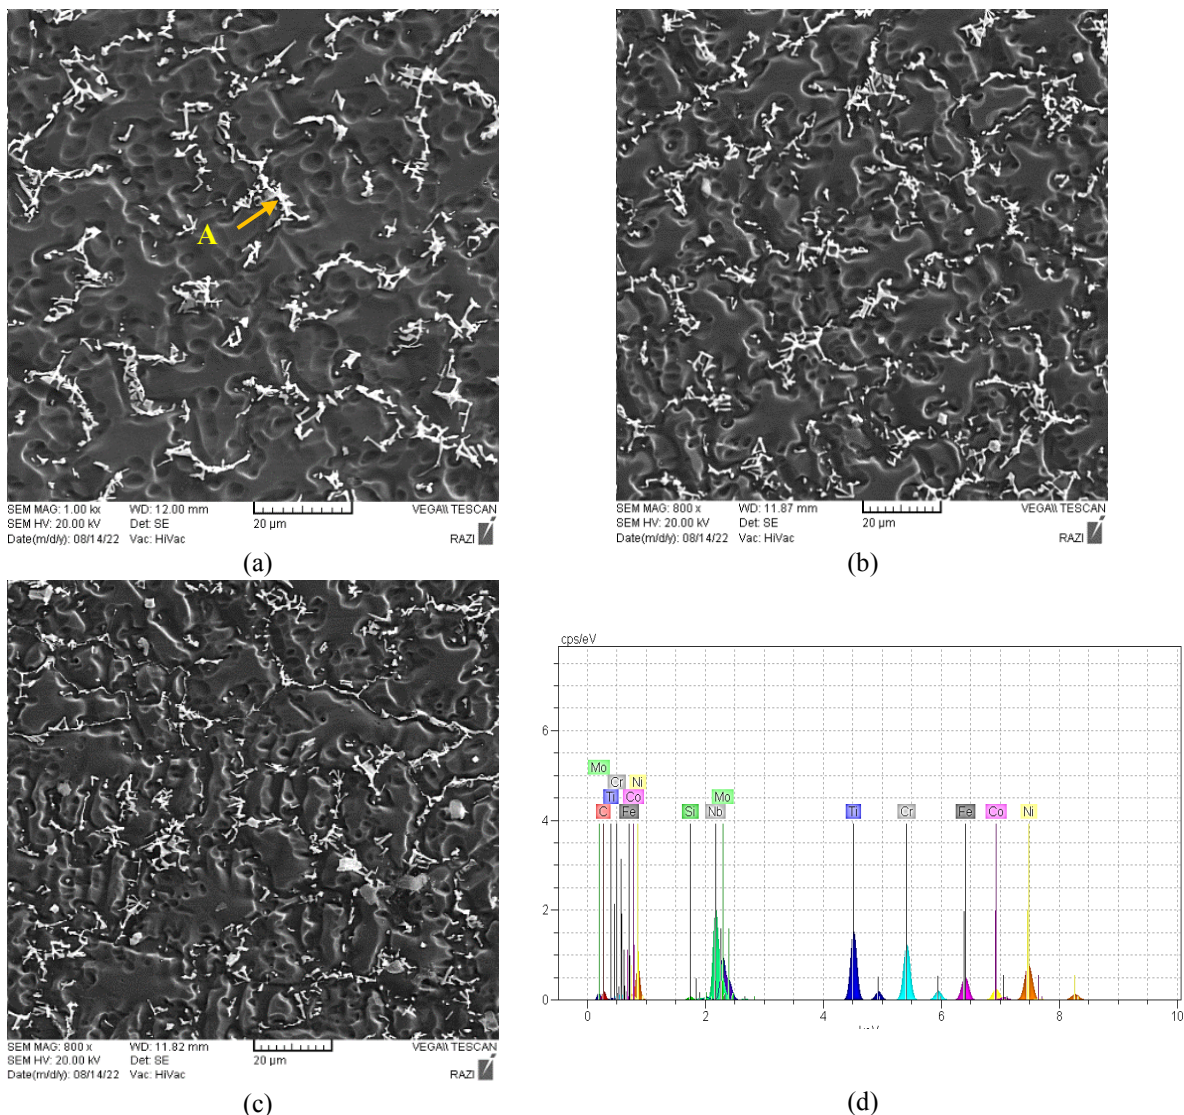 A
SEM MAG: 1.00 kx WD: 12.00 mm VEGA\\ TESCAN
SEM HV: 20.00 kV Det: SE 20 µm
Date(m/d/y): 08/14/22 Vac: HiVac RAZI
(a)
SEM MAG: 800 x WD: 11.87 mm VEGA\\ TESCAN
SEM HV: 20.00 kV Det: SE 20 µm
Date(m/d/y): 08/14/22 Vac: HiVac RAZI
(b)
SEM MAG: 800 x WD: 11.82 mm VEGA\\ TESCAN
SEM HV: 20.00 kV Det: SE 20 µm
Date(m/d/y): 08/14/22 Vac: HiVac RAZI
(c)
cps/eV
Mo
Cr Ni
Ti Co Mo
C Fe Si Nb Ti Cr Fe Co Ni
6
4
2
0
0 2 4 6 8 10
(d)